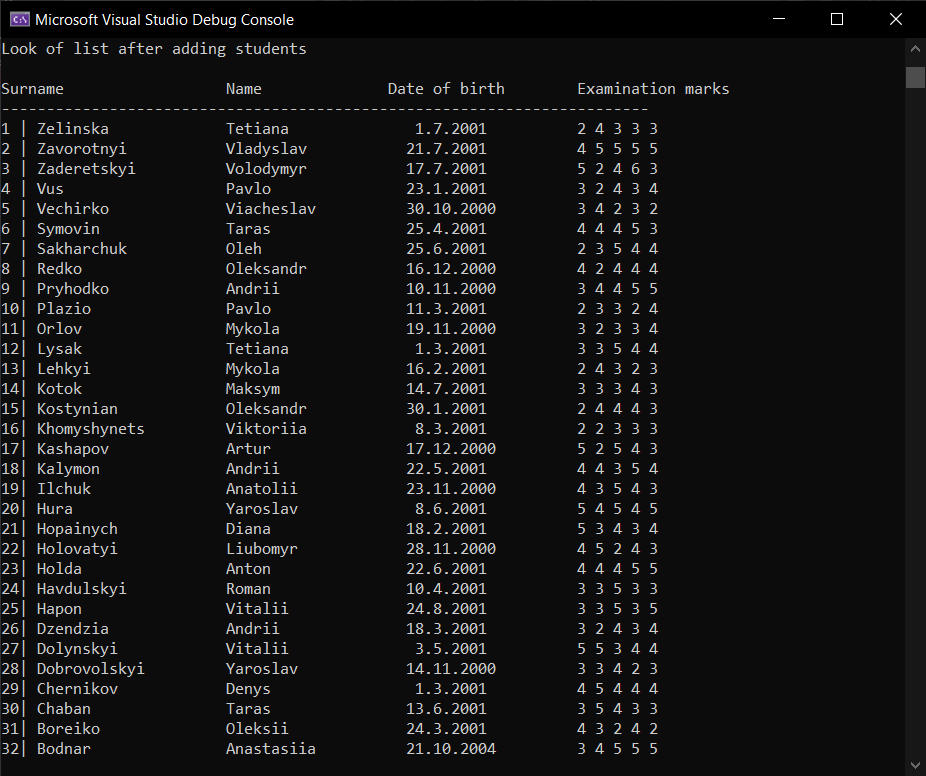 Microsoft Visual Studio Debug Console
Look of list after adding students
Surname                  Name              Date of birth        Examination marks
------------------------------------------------------------------------
1 | Zelinska             Tetiana              1.7.2001          2 4 3 3 3
2 | Zavorotnyi           Vladyslav           21.7.2001          4 5 5 5 5
3 | Zaderetskyi          Volodymyr           17.7.2001          5 2 4 6 3
4 | Vus                  Pavlo               23.1.2001          3 2 4 3 4
5 | Vechirko             Viacheslav          30.10.2000         3 4 2 3 2
6 | Symovin              Taras               25.4.2001          4 4 4 5 3
7 | Sakharchuk           Oleh                25.6.2001          2 3 5 4 4
8 | Redko                Oleksandr           16.12.2000         4 2 4 4 4
9 | Pryhodko             Andrii              10.11.2000         3 4 4 5 5
10| Plazio               Pavlo               11.3.2001          2 3 3 2 4
11| Orlov                Mykola              19.11.2000         3 2 3 3 4
12| Lysak                Tetiana              1.3.2001          3 3 5 4 4
13| Lehkyi               Mykola              16.2.2001          2 4 3 2 3
14| Kotok                Maksym              14.7.2001          3 3 3 4 3
15| Kostynian            Oleksandr           30.1.2001          2 4 4 4 3
16| Khomyshynets         Viktoriia            8.3.2001          2 2 3 3 3
17| Kashapov             Artur               17.12.2000         5 2 5 4 3
18| Kalymon              Andrii              22.5.2001          4 4 3 5 4
19| Ilchuk               Anatolii            23.11.2000         4 3 5 4 3
20| Hura                 Yaroslav             8.6.2001          5 4 5 4 5
21| Hopainych            Diana               18.2.2001          5 3 4 3 4
22| Holovatyi            Liubomyr            28.11.2000         4 5 2 4 3
23| Holda                Anton               22.6.2001          4 4 4 5 5
24| Havdulskyi           Roman               10.4.2001          3 3 5 3 3
25| Hapon                Vitalii             24.8.2001          3 3 5 3 5
26| Dzendzia             Andrii              18.3.2001          3 2 4 3 4
27| Dolynskyi            Vitalii              3.5.2001          5 5 3 4 4
28| Dobrovolskyi         Yaroslav            14.11.2000         3 3 4 2 3
29| Chernikov            Denys                1.3.2001          4 5 4 4 4
30| Chaban               Taras               13.6.2001          3 5 4 3 3
31| Boreiko              Oleksii             24.3.2001          4 3 2 4 2
32| Bodnar               Anastasiia          21.10.2004         3 4 5 5 5